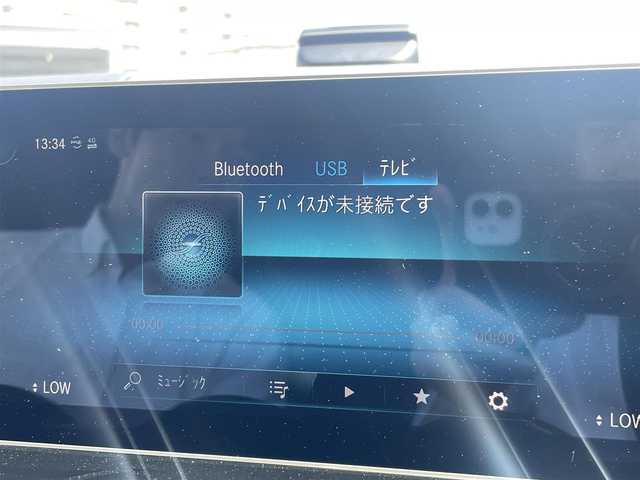 13:34 4G
Bluetooth USB ﾃﾚﾋﾞ
ﾃﾞﾊﾞｲｽが未接続です
00:00 00:00
LOW ﾐｭｰｼﾞｯｸ
LOW